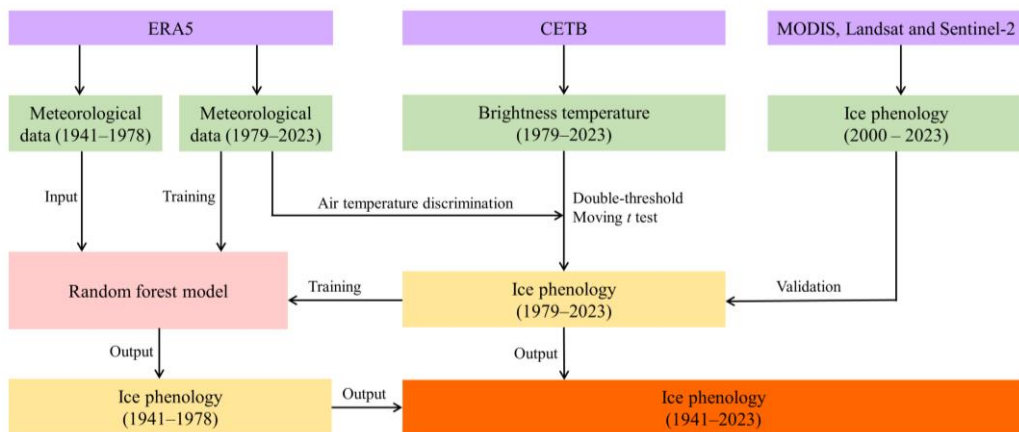 ERA5
CETB
MODIS, Landsat and Sentinel-2
Meteorological
data (1941–1978)
Meteorological
data (1979–2023)
Brightness temperature
(1979–2023)
Ice phenology
(2000 – 2023)
Input
Training
Air temperature discrimination
Double-threshold
Moving t test
Random forest model
Training
Ice phenology
(1979–2023)
Validation
Output
Output
Ice phenology
(1941–1978)
Output
Ice phenology
(1941–2023)